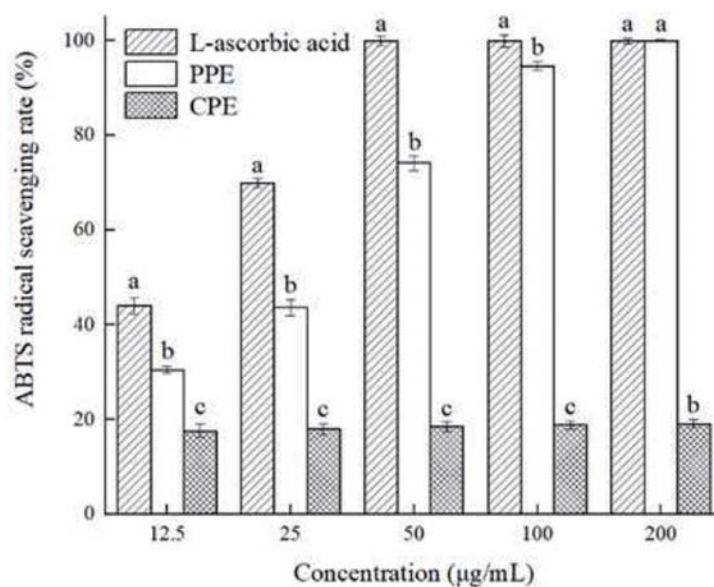 ABTS radical scavenging rate (%)
100
80
60
40
20
0
L-ascorbic acid
PPE
CPE
a
b
c
a
b
c
a
b
c
a
b
c
a
a
b
12.5
25
50
100
200
Concentration (μg/mL)